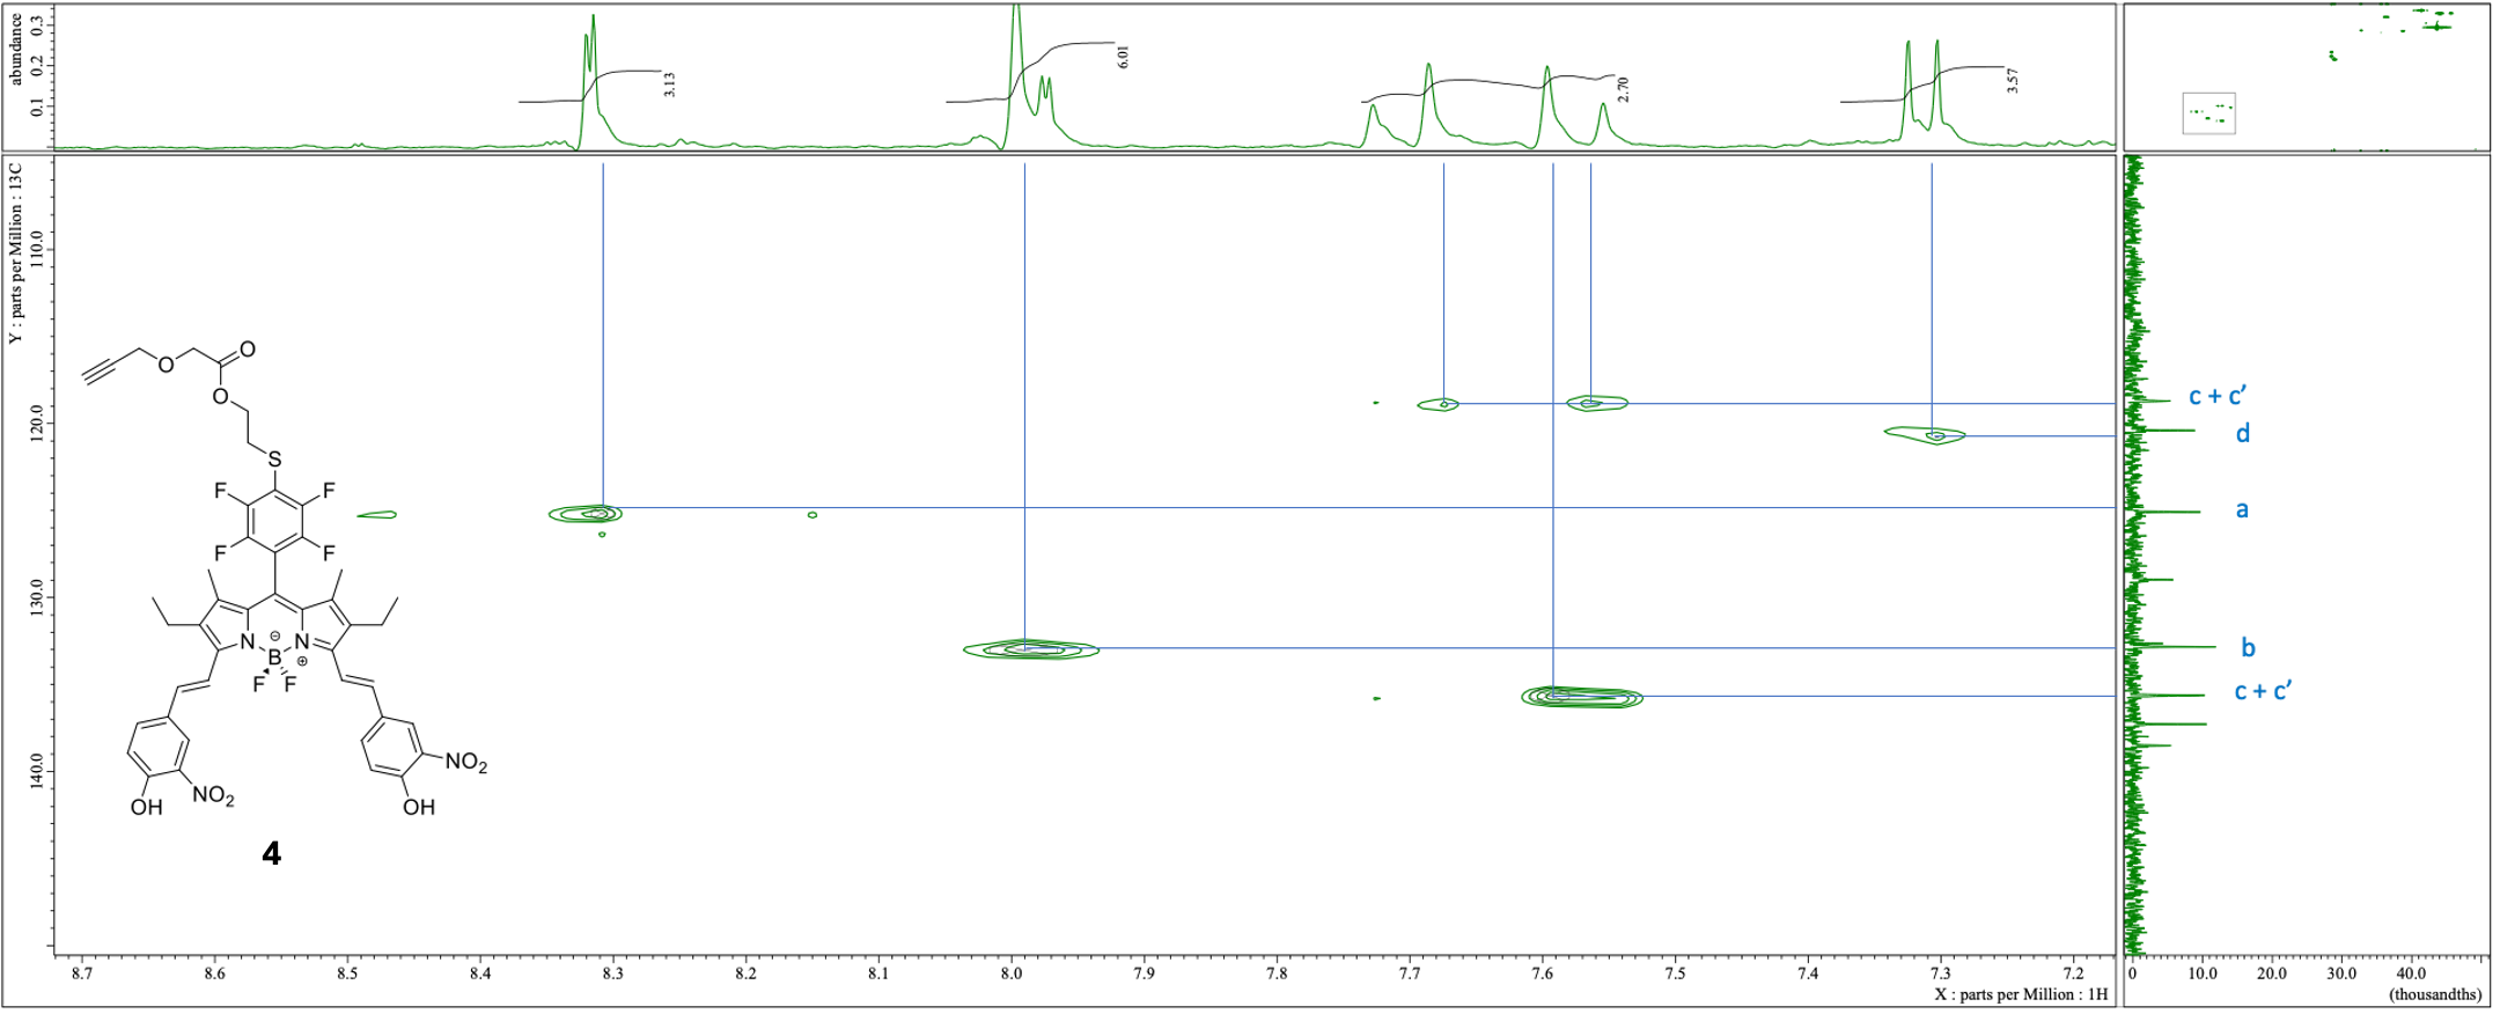 abundance
0.1 0.2 0.3
3.13
6.01
2.70
3.57
Y : parts per Million : 13C
110.0
120.0
130.0
140.0
c + c’
d
a
b
c + c’
O
O
O
S
F F
F F
N ⊖ N
B ⊕
F F
NO2
NO2
OH
OH
4
8.7 8.6 8.5 8.4 8.3 8.2 8.1 8.0 7.9 7.8 7.7 7.6 7.5 7.4 7.3 7.2
X : parts per Million : 1H
0 10.0 20.0 30.0 40.0
(thousandths)